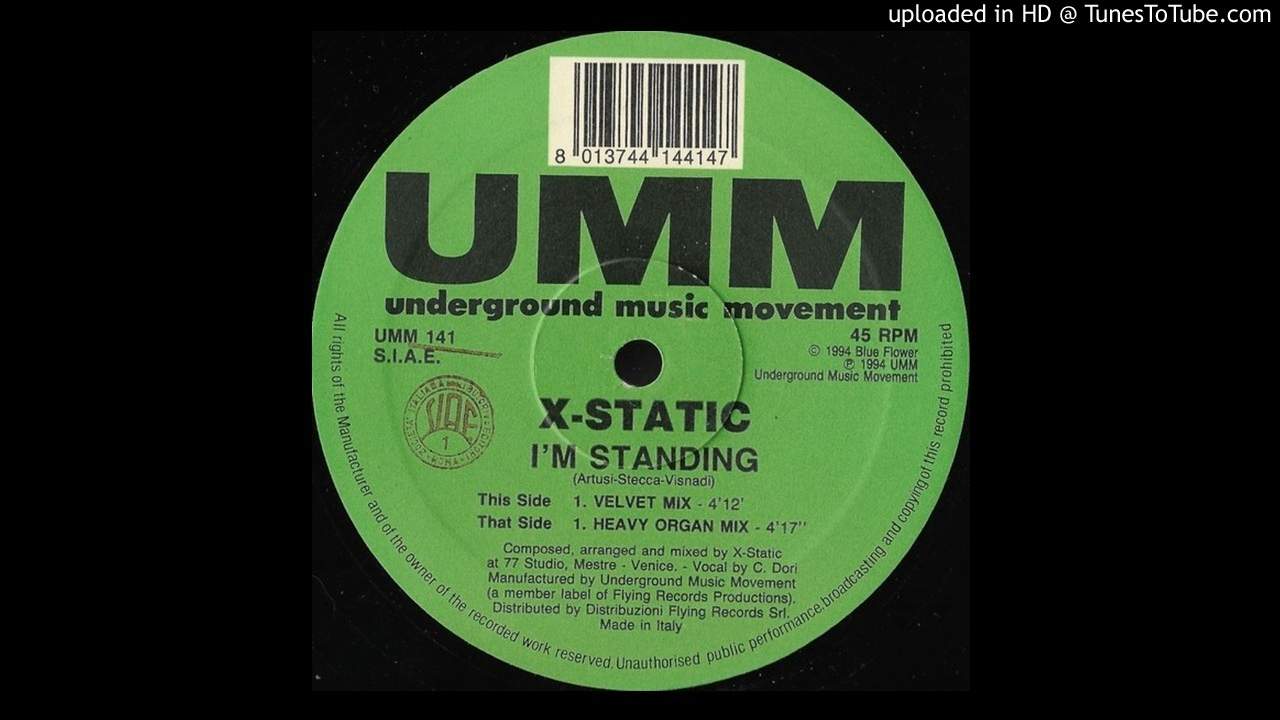 uploaded in HD @ TunesToTube.com
8 013744 144147
UMM
underground music movement
UMM 141
S.I.A.E.
45 RPM
© 1994 Blue Flower
℗ 1994 UMM
Underground Music Movement
X-STATIC
I'M STANDING
(Artusi-Stecca-Visnadi)
This Side 1. VELVET MIX - 4'12'
That Side 1. HEAVY ORGAN MIX - 4'17''
Composed, arranged and mixed by X-Static
at 77 Studio, Mestre - Venice. - Vocal by C. Dori
Manufactured by Underground Music Movement
(a member label of Flying Records Productions).
Distributed by Distribuzioni Flying Records Srl.
Made in Italy
All rights of the Manufacturer and of the owner of the recorded work reserved. Unauthorised public performance, broadcasting and copying of this record prohibited
SIAE
1
ROMA